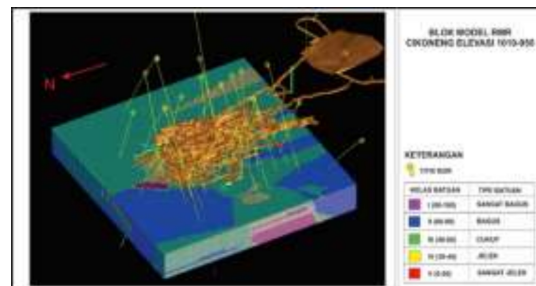 N
BLOK MODEL RMR
CIKONENG ELEVASI 1010-950
KETERANGAN
TITIK BOR
KELAS BATUAN TIPE BATUAN
I (80-100) SANGAT BAGUS
II (60-80) BAGUS
III (40-60) CUKUP
IV (20-40) JELEK
V (0-20) SANGAT JELEK